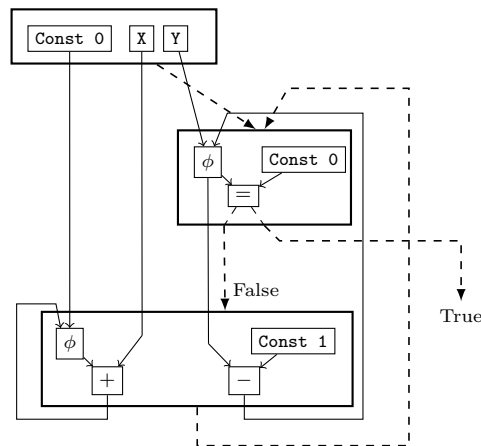 Const 0 X Y
ϕ Const 0
=
False
True
ϕ Const 1
+ −